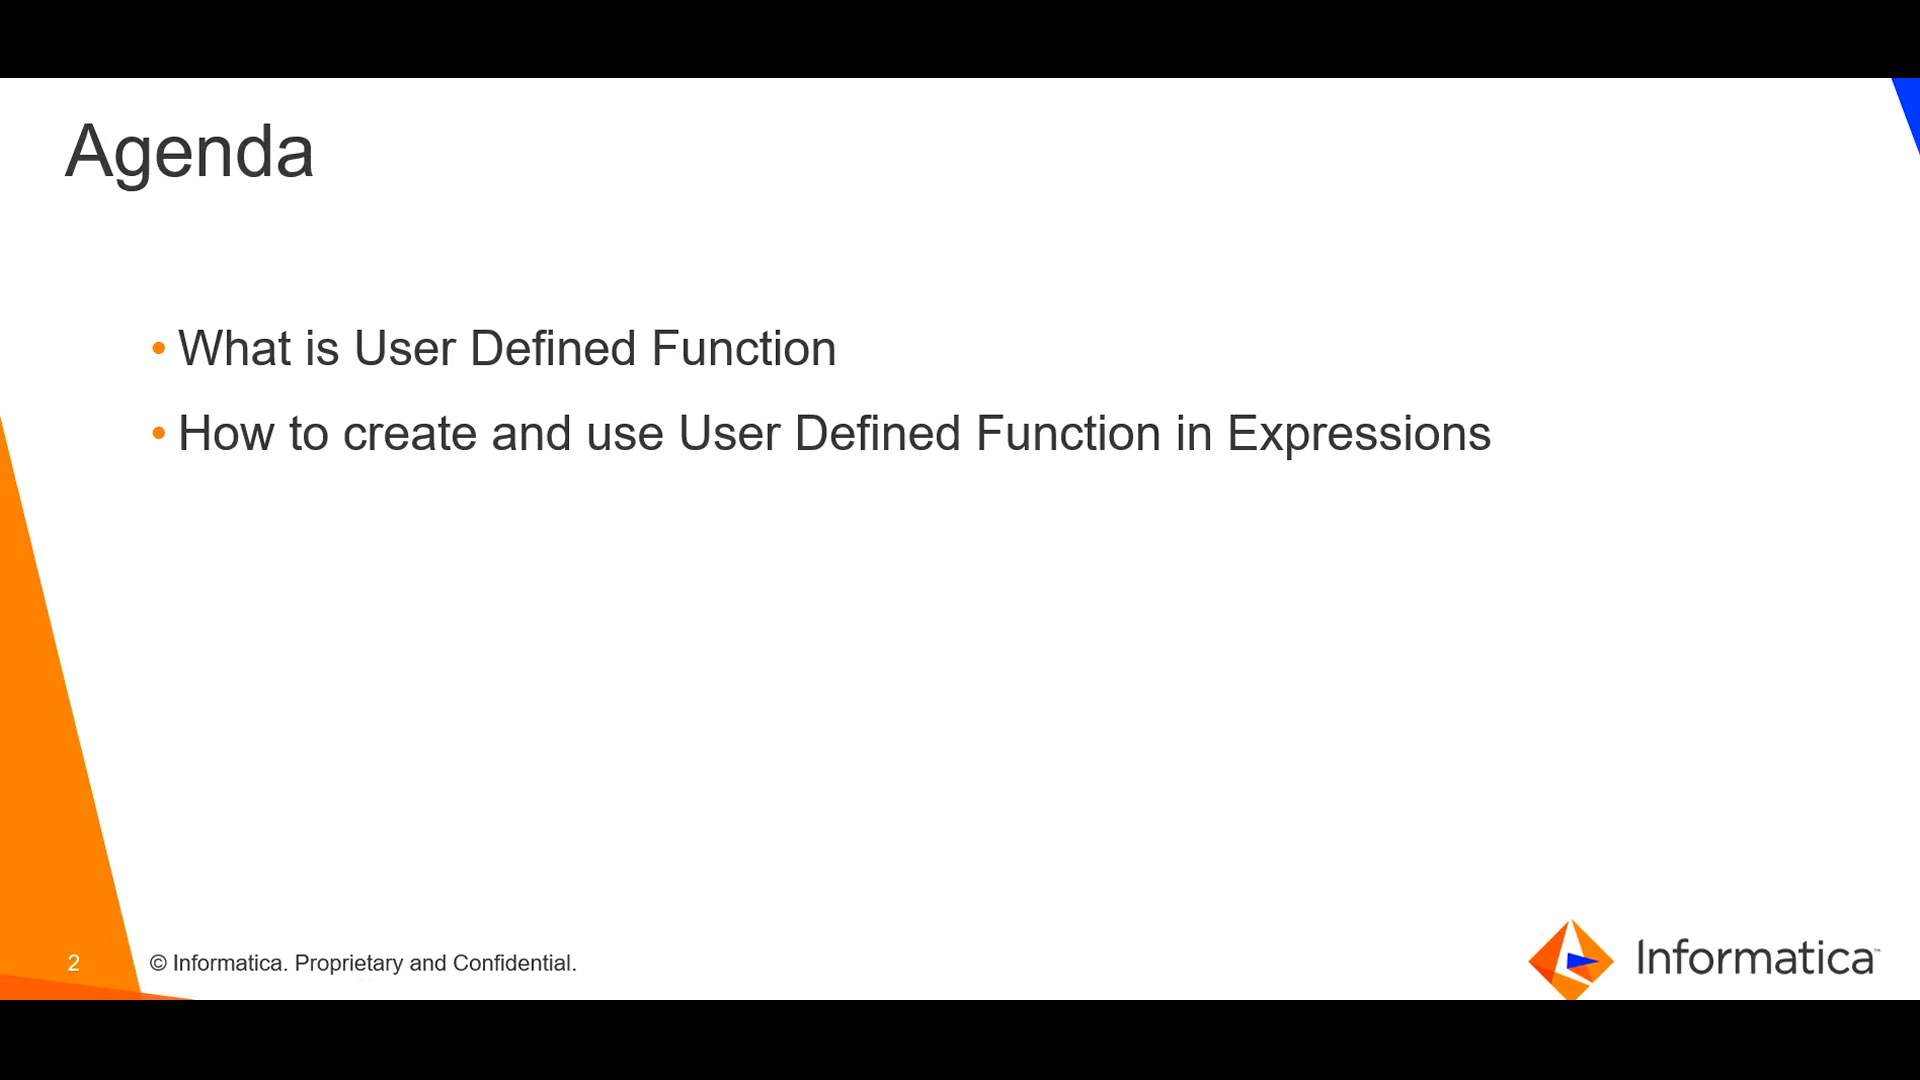 Agenda
• What is User Defined Function
• How to create and use User Defined Function in Expressions
2
© Informatica. Proprietary and Confidential.
Informatica™